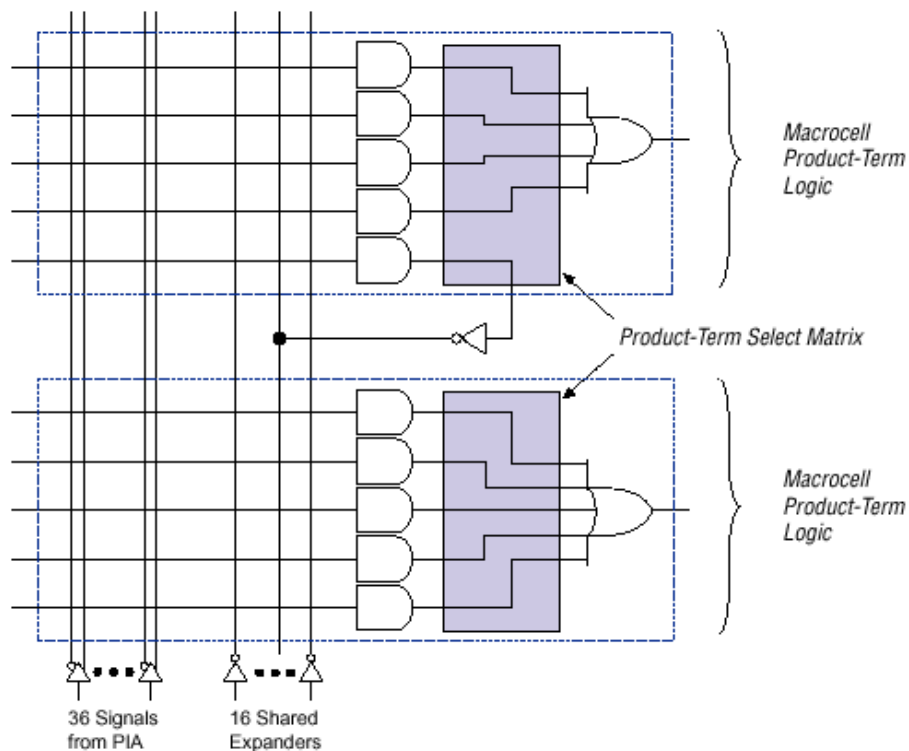 Macrocell
Product-Term
Logic
Product-Term Select Matrix
Macrocell
Product-Term
Logic
36 Signals
from PIA
16 Shared
Expanders